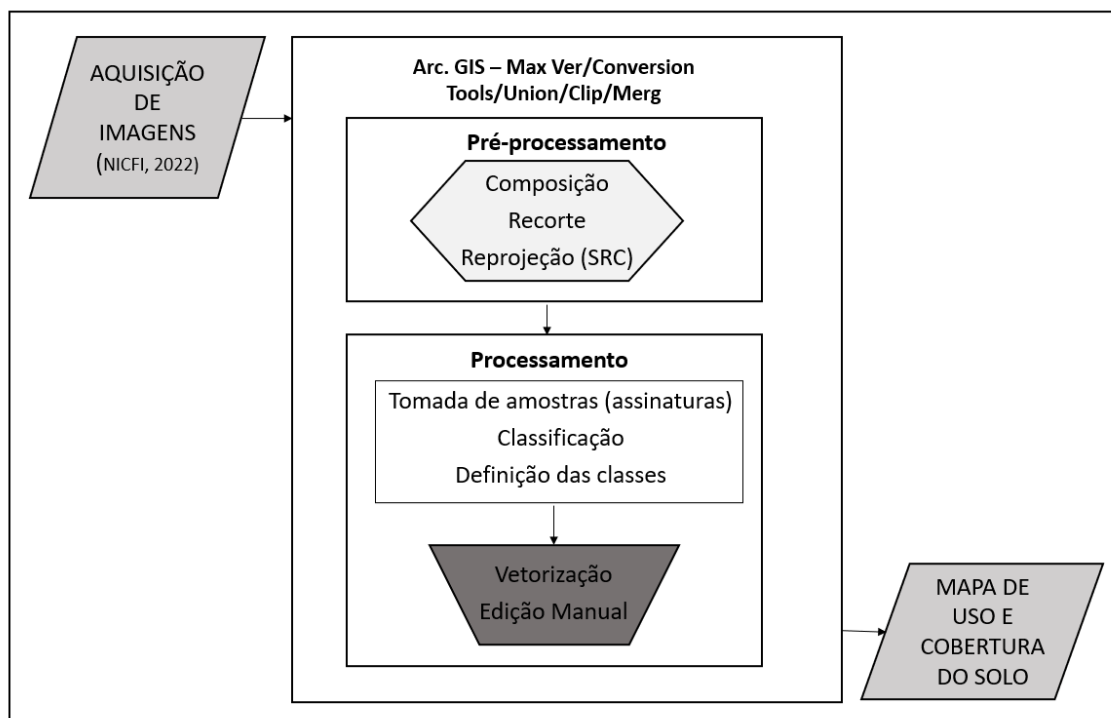 AQUISIÇÃO
DE
IMAGENS
(NICFI, 2022)
Arc. GIS – Max Ver/Conversion
Tools/Union/Clip/Merg
Pré-processamento
Composição
Recorte
Reprojeção (SRC)
Processamento
Tomada de amostras (assinaturas)
Classificação
Definição das classes
Vetorização
Edição Manual
MAPA DE
USO E
COBERTURA
DO SOLO